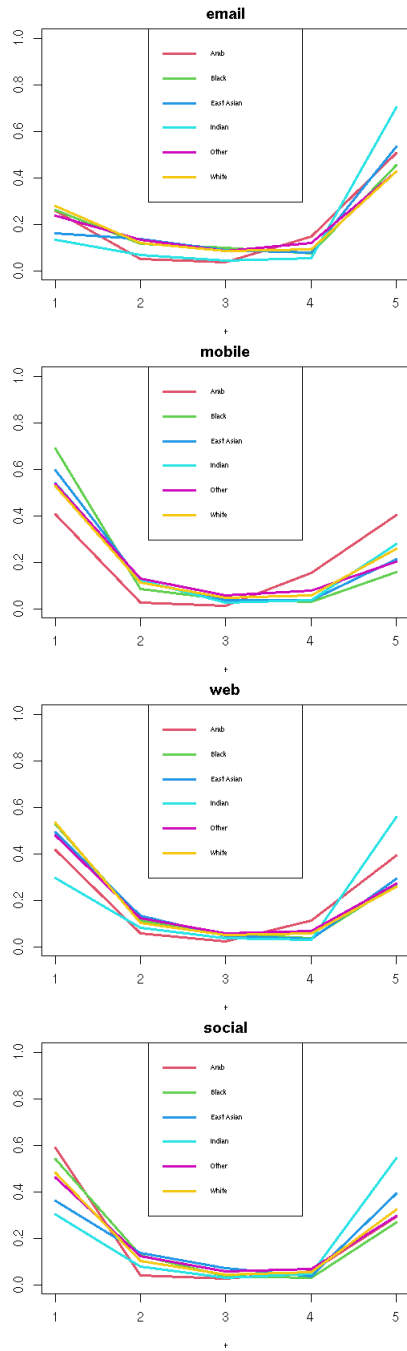 email
1.0
0.8
0.6
0.4
0.2
0.0
Arab
Black
East Asian
Indian
Other
White
1 2 3 4 5
t
mobile
1.0
0.8
0.6
0.4
0.2
0.0
Arab
Black
East Asian
Indian
Other
White
1 2 3 4 5
t
web
1.0
0.8
0.6
0.4
0.2
0.0
Arab
Black
East Asian
Indian
Other
White
1 2 3 4 5
t
social
1.0
0.8
0.6
0.4
0.2
0.0
Arab
Black
East Asian
Indian
Other
White
1 2 3 4 5
t